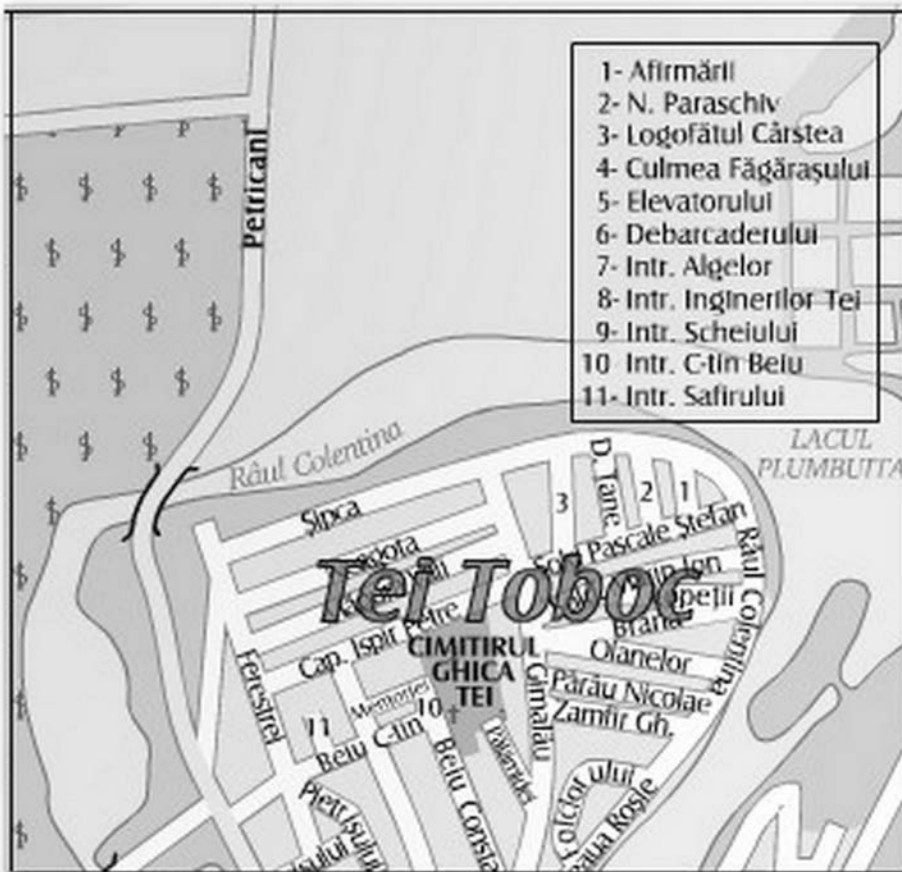 1- Afirmării
2- N. Paraschiv
3- Logofătul Cârstea
4- Culmea Făgărașului
5- Elevatorului
6- Debarcaderului
7- Intr. Algelor
8- Intr. Inginerilor Tei
9- Intr. Scheiului
10 Intr. C-tin Beiu
11- Intr. Safirului
Petricani
Râul Colentina
LACUL
PLUMBUITA
Șipca
D. Tane
3
2
1
Pascale Ștefan
Ion
Tei Toboc
Cap. Ispir Petre
CIMITIRUL
GHICA
TEI
Olanelor
Pârâu Nicolae
Zamfir Gh.
Râul Colentina
Ferestrei
Gimalău
Memoriei
10
11
Beiu C-tin